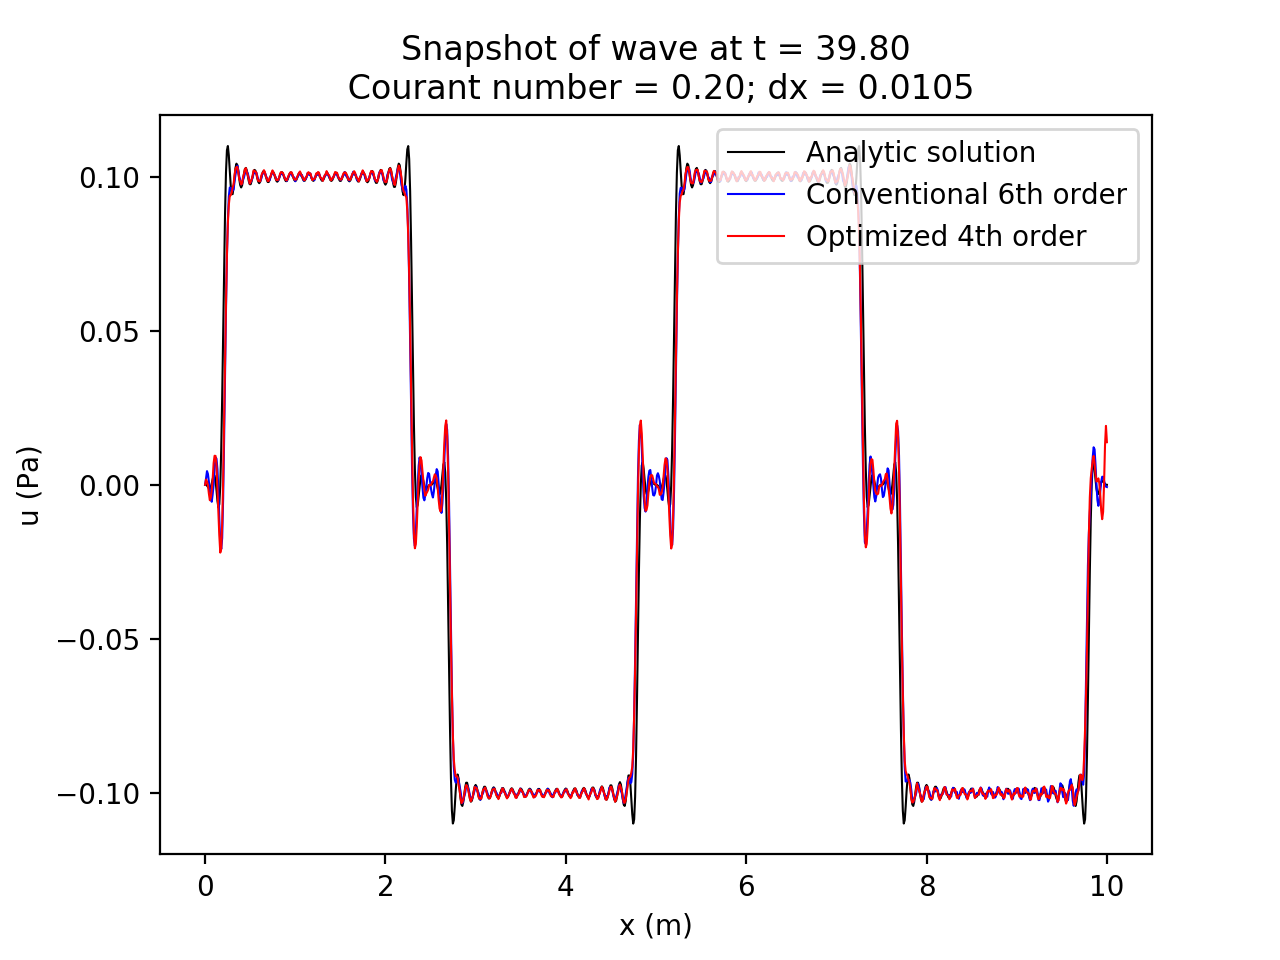 Snapshot of wave at t = 39.80
Courant number = 0.20; dx = 0.0105
Analytic solution
Conventional 6th order
Optimized 4th order
0.10
0.05
0.00
−0.05
−0.10
u (Pa)
0 2 4 6 8 10
x (m)